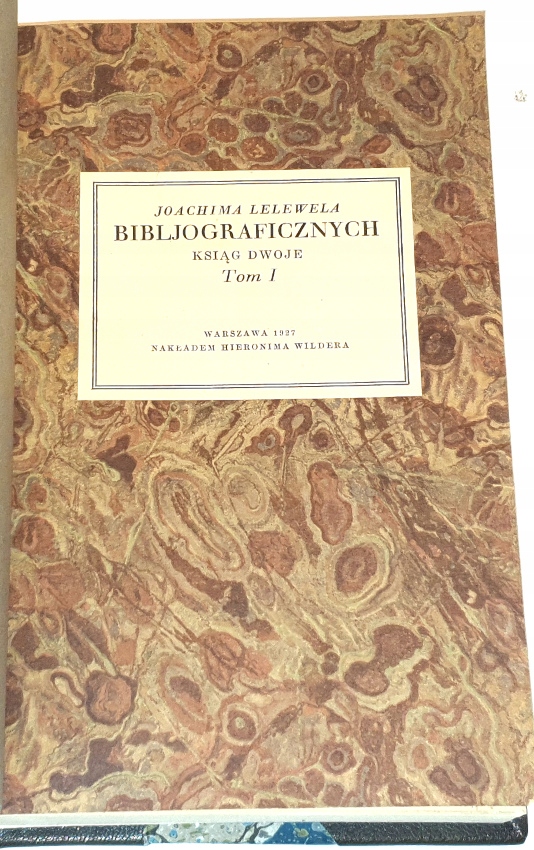 JOACHIMA LELEWELA
BIBLJOGRAFICZNYCH
KSIĄG DWOJE
Tom I
WARSZAWA 1927
NAKŁADEM HIERONIMA WILDERA